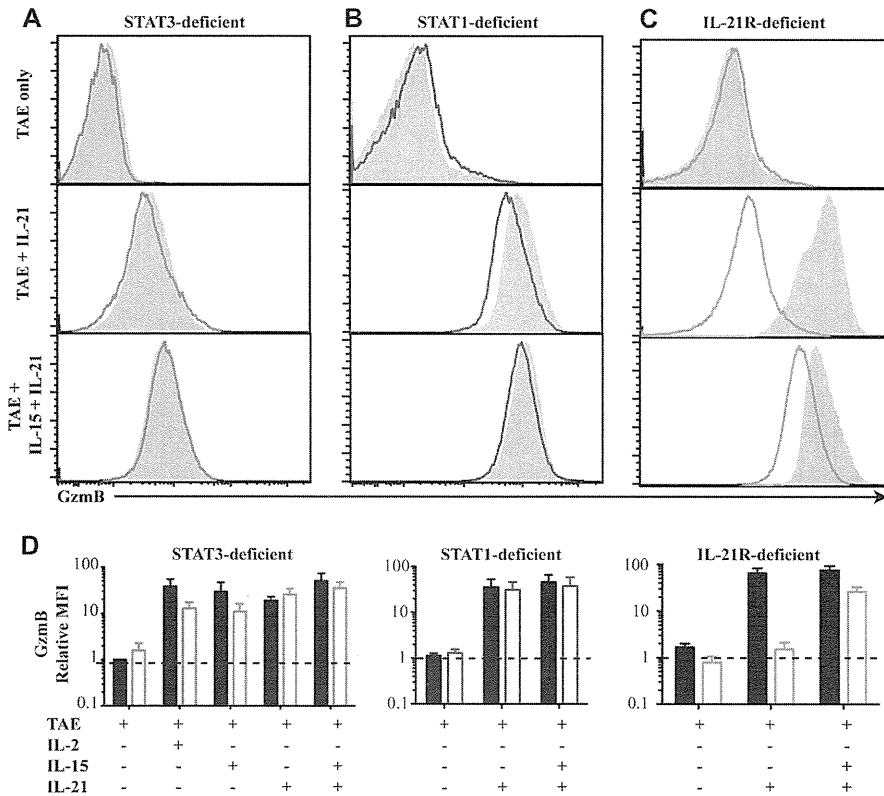 A STAT3-deficient
B STAT1-deficient
C IL-21R-deficient
TAE only
TAE + IL-21
TAE +
IL-15 + IL-21
GzmB
D
STAT3-deficient
STAT1-deficient
IL-21R-deficient
GzmB
Relative MFI
100
10
1
0.1
100
10
1
0.1
100
10
1
0.1
TAE + + + + + + + + + + +
IL-2 - + - - - - - - - - -
IL-15 - - + - + - - + - - +
IL-21 - - - + + - + + - + +